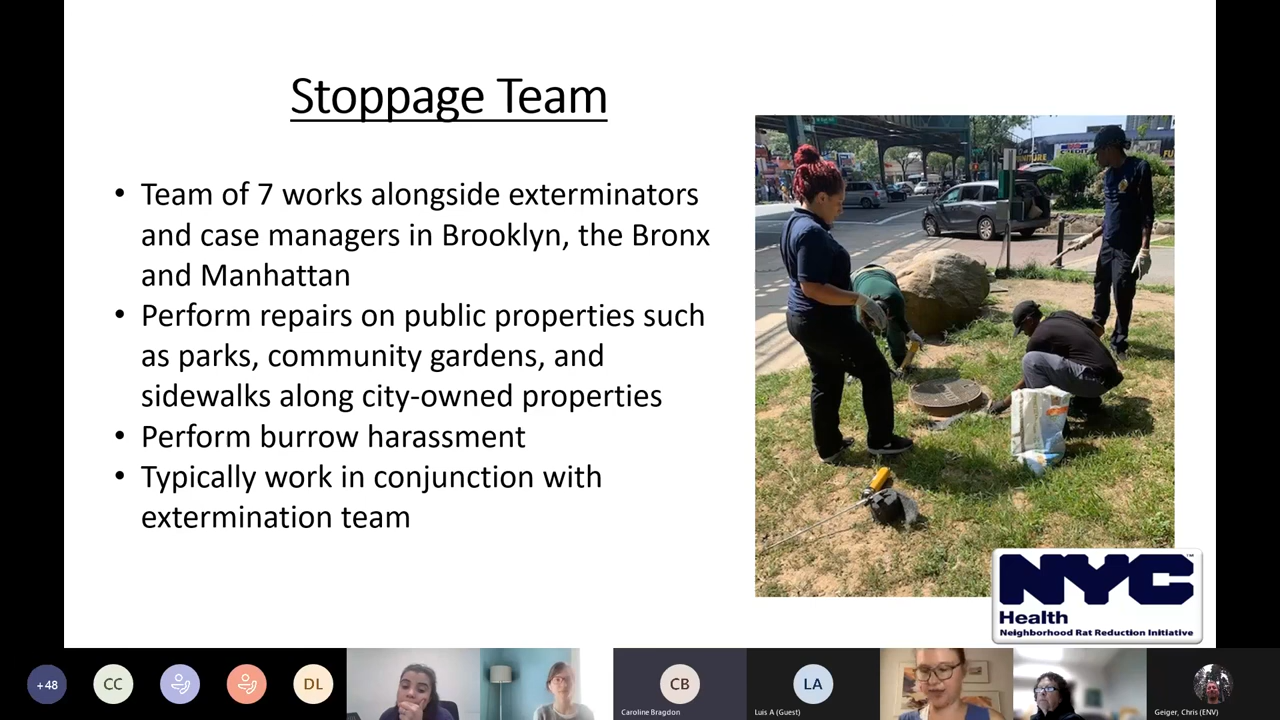 Stoppage Team
• Team of 7 works alongside exterminators
and case managers in Brooklyn, the Bronx
and Manhattan
• Perform repairs on public properties such
as parks, community gardens, and
sidewalks along city-owned properties
• Perform burrow harassment
• Typically work in conjunction with
extermination team
CREDIT
FU
NYC™
Health
Neighborhood Rat Reduction Initiative
+48
CC
DL
CB
LA
Caroline Bragdon
Luis A (Guest)
Geiger, Chris (ENV)